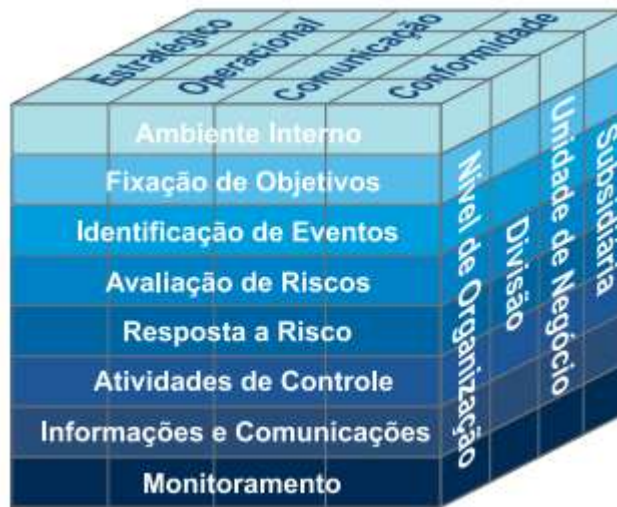 Estratégico
Operacional
Comunicação
Conformidade
Ambiente Interno
Fixação de Objetivos
Identificação de Eventos
Avaliação de Riscos
Resposta a Risco
Atividades de Controle
Informações e Comunicações
Monitoramento
Nível de Organização
Divisão
Unidade de Negócio
Subsidiária